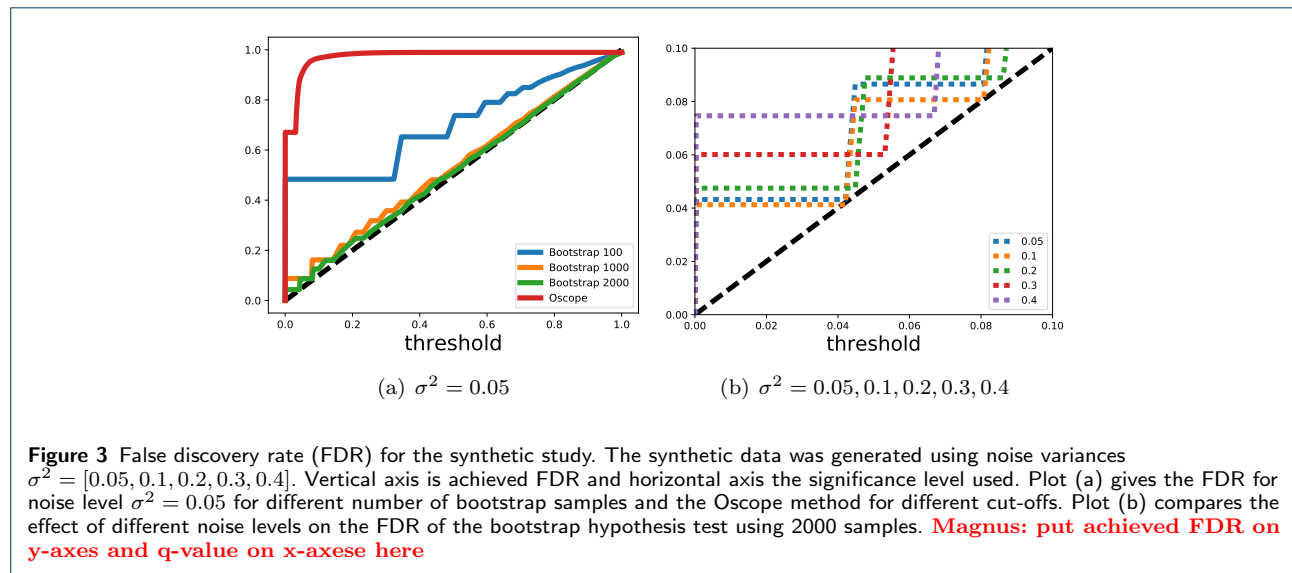 1.0
0.8
0.6
0.4
0.2
0.0
0.0 0.2 0.4 0.6 0.8 1.0
threshold
Bootstrap 100
Bootstrap 1000
Bootstrap 2000
Oscope
(a) σ² = 0.05
0.10
0.08
0.06
0.04
0.02
0.00
0.00 0.02 0.04 0.06 0.08 0.10
threshold
0.05
0.1
0.2
0.3
0.4
(b) σ² = 0.05, 0.1, 0.2, 0.3, 0.4
Figure 3 False discovery rate (FDR) for the synthetic study. The synthetic data was generated using noise variances
σ² = [0.05, 0.1, 0.2, 0.3, 0.4]. Vertical axis is achieved FDR and horizontal axis the significance level used. Plot (a) gives the FDR for
noise level σ² = 0.05 for different number of bootstrap samples and the Oscope method for different cut-offs. Plot (b) compares the
effect of different noise levels on the FDR of the bootstrap hypothesis test using 2000 samples. Magnus: put achieved FDR on
y-axes and q-value on x-axese here